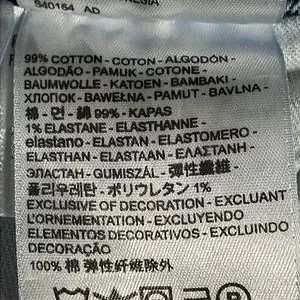 S40154 AD
99% COTTON - COTON - ALGODÓN -
ALGODÃO - PAMUK - COTONE -
BAUMWOLLE - KATOEN - BAMBAKI -
ХЛОПОК - BAWEŁNA - PAMUT - BAVLNA -
棉 - 면 - 綿 99% - KAPAS
1% ELASTANE - ELASTHANNE -
elastano - ELASTAN - ELASTOMERO -
ELASTHAN - ELASTAAN - ΕΛΑΣΤΑΝΗ -
ЭЛАСТАН - GUMISZÁL - 弹性纖維 -
폴리우레탄 - ポリウレタン 1%
EXCLUSIVE OF DECORATION - EXCLUANT
L'ORNEMENTATION - EXCLUYENDO
ELEMENTOS DECORATIVOS - EXCLUINDO
DECORAÇÃO
100% 棉 弹性纤维除外